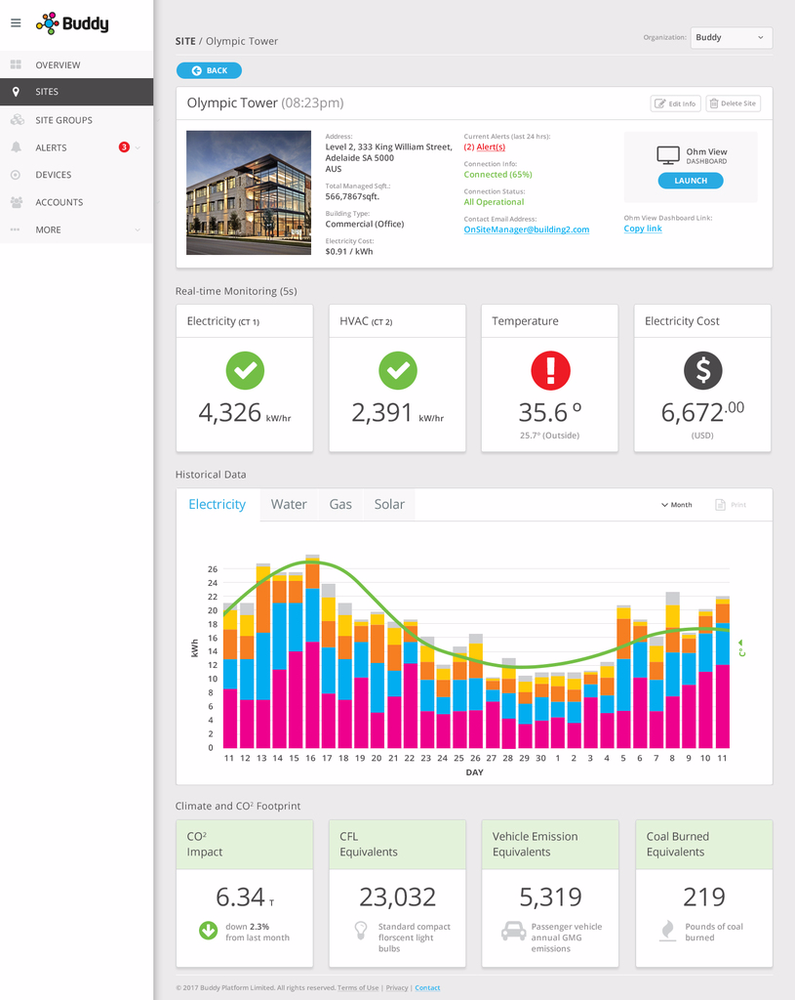 Buddy
OVERVIEW
SITES
SITE GROUPS
ALERTS 3
DEVICES
ACCOUNTS
MORE
SITE / Olympic Tower
Organization: Buddy
BACK
Olympic Tower (08:23pm)
Edit Info
Delete Site
Address:
Level 2, 333 King William Street,
Adelaide SA 5000
AUS
Total Managed Sqft.:
566,7867sqft.
Building Type:
Commercial (Office)
Electricity Cost:
$0.91 / kWh
Current Alerts (last 24 hrs):
(2) Alert(s)
Connection Info:
Connected (65%)
Connection Status:
All Operational
Contact Email Address:
OnSiteManager@building2.com
Ohm View
DASHBOARD
LAUNCH
Ohm View Dashboard Link:
Copy link
Real-time Monitoring (5s)
Electricity (CT 1)
4,326 kW/hr
HVAC (CT 2)
2,391 kW/hr
Temperature
35.6 º
25.7º (Outside)
Electricity Cost
$
6,672.00
(USD)
Historical Data
Electricity Water Gas Solar
Month
Print
26
24
22
20
18
16
14
12
10
8
6
4
2
0
kWh
Cº
11 12 13 14 15 16 17 18 19 20 21 22 23 24 25 26 27 28 29 30 1 2 3 4 5 6 7 8 9 10 11
DAY
Climate and CO² Footprint
CO²
Impact
6.34 T
down 2.3%
from last month
CFL
Equivalents
23,032
Standard compact
florscent light
bulbs
Vehicle Emission
Equivalents
5,319
Passenger vehicle
annual GMG
emissions
Coal Burned
Equivalents
219
Pounds of coal
burned
© 2017 Buddy Platform Limited. All rights reserved. Terms of Use | Privacy | Contact